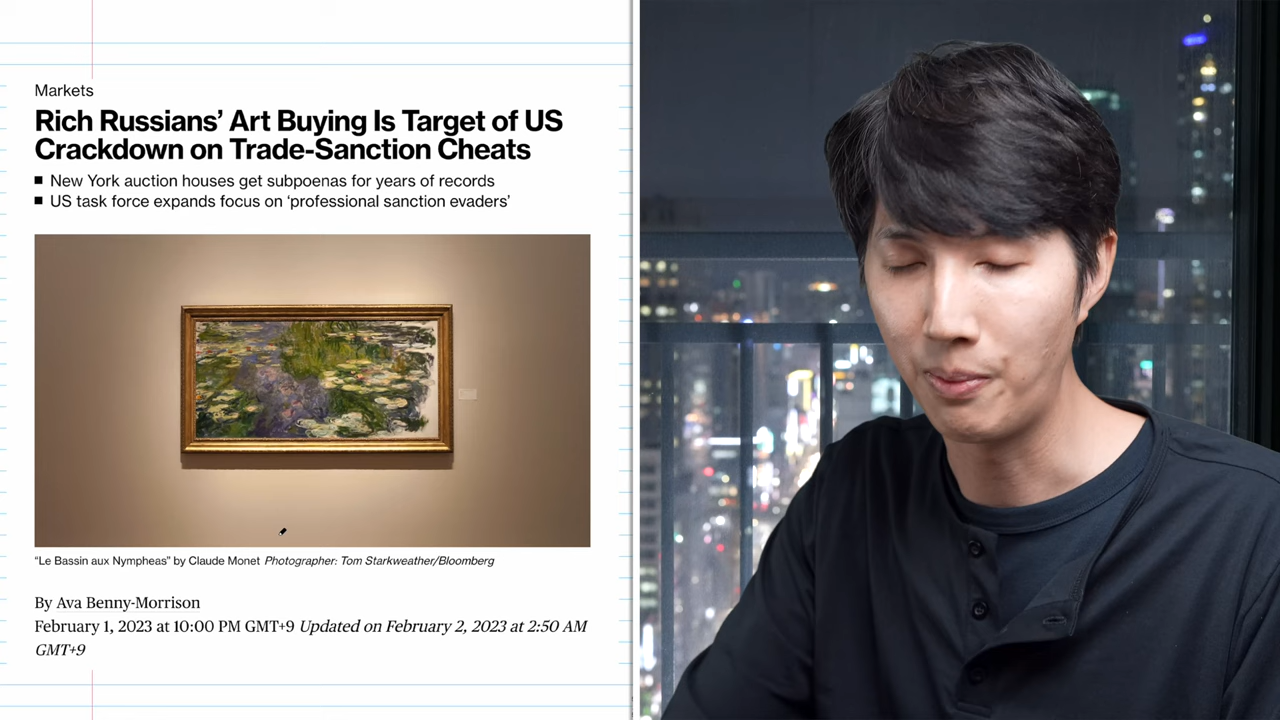 Markets
Rich Russians’ Art Buying Is Target of US
Crackdown on Trade-Sanction Cheats
New York auction houses get subpoenas for years of records
US task force expands focus on ‘professional sanction evaders’
“Le Bassin aux Nympheas” by Claude Monet Photographer: Tom Starkweather/Bloomberg
By Ava Benny-Morrison
February 1, 2023 at 10:00 PM GMT+9 Updated on February 2, 2023 at 2:50 AM
GMT+9